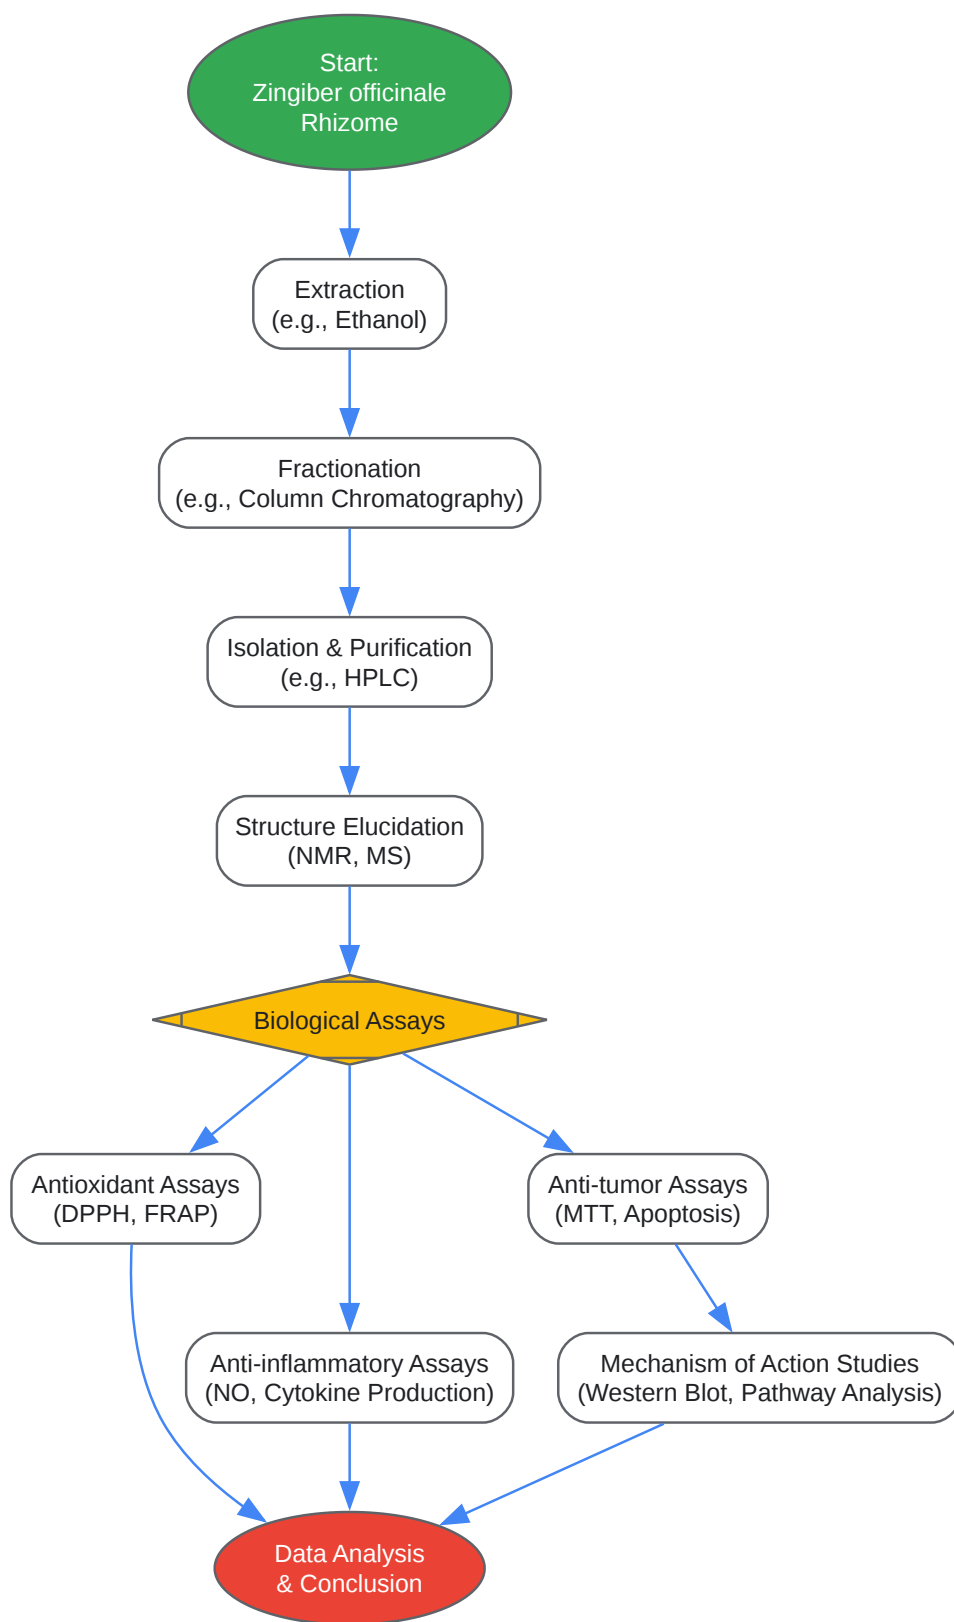 Start:
Zingiber officinale
Rhizome
Extraction
(e.g., Ethanol)
Fractionation
(e.g., Column Chromatography)
Isolation & Purification
(e.g., HPLC)
Structure Elucidation
(NMR, MS)
Biological Assays
Antioxidant Assays
(DPPH, FRAP)
Anti-tumor Assays
(MTT, Apoptosis)
Anti-inflammatory Assays
(NO, Cytokine Production)
Mechanism of Action Studies
(Western Blot, Pathway Analysis)
Data Analysis
& Conclusion